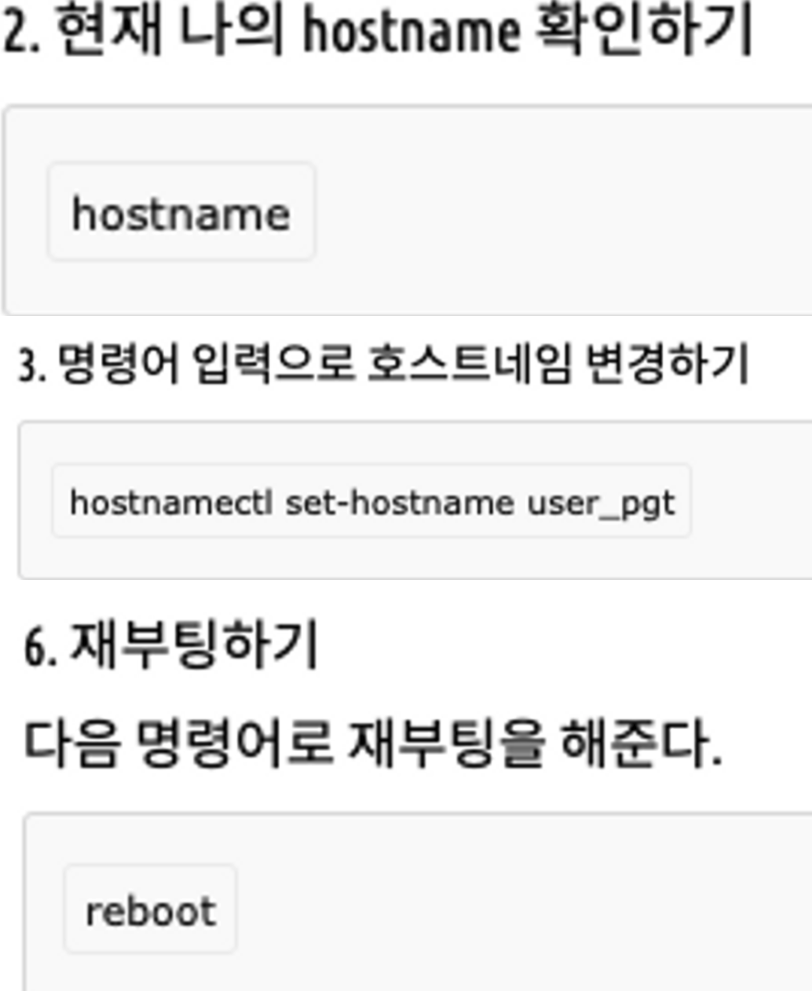 2. 현재 나의 hostname 확인하기
hostname
3. 명령어 입력으로 호스트네임 변경하기
hostnamectl set-hostname user_pgt
6. 재부팅하기
다음 명령어로 재부팅을 해준다.
reboot